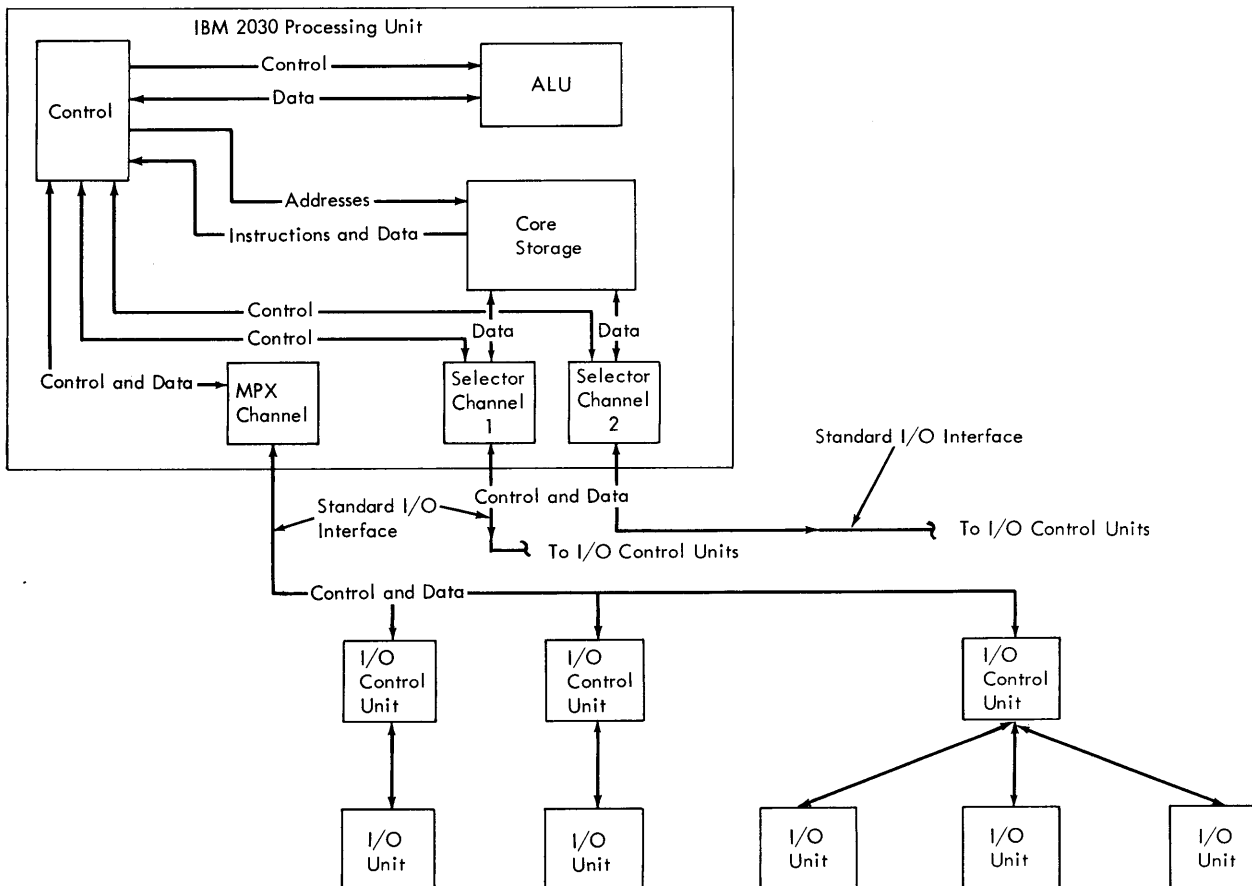 IBM 2030 Processing Unit
Control
Control
Data
ALU
Addresses
Instructions and Data
Core
Storage
Control
Control
Data
Data
Control and Data
MPX
Channel
Selector
Channel
1
Selector
Channel
2
Standard I/O Interface
Control and Data
Standard I/O
Interface
To I/O Control Units
To I/O Control Units
Control and Data
I/O
Control
Unit
I/O
Control
Unit
I/O
Control
Unit
I/O
Unit
I/O
Unit
I/O
Unit
I/O
Unit
I/O
Unit